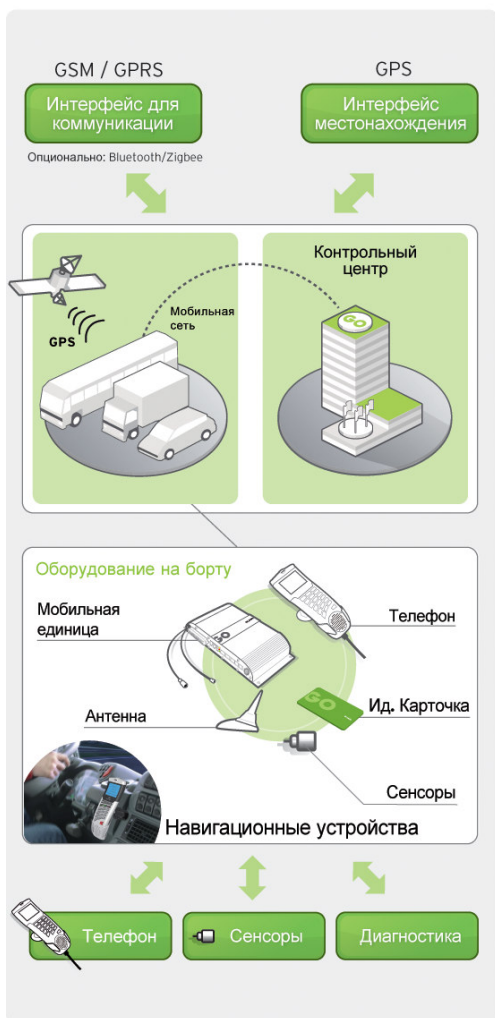 GSM / GPRS
Интерфейс для
коммуникации
Опционально: Bluetooth/Zigbee
GPS
Интерфейс
местонахождения
GPS
Мобильная
сеть
Контрольный
центр
GO
Оборудование на борту
Мобильная
единица
Телефон
Антенна
GO
Ид. Карточка
Сенсоры
Навигационные устройства
Телефон
Сенсоры
Диагностика